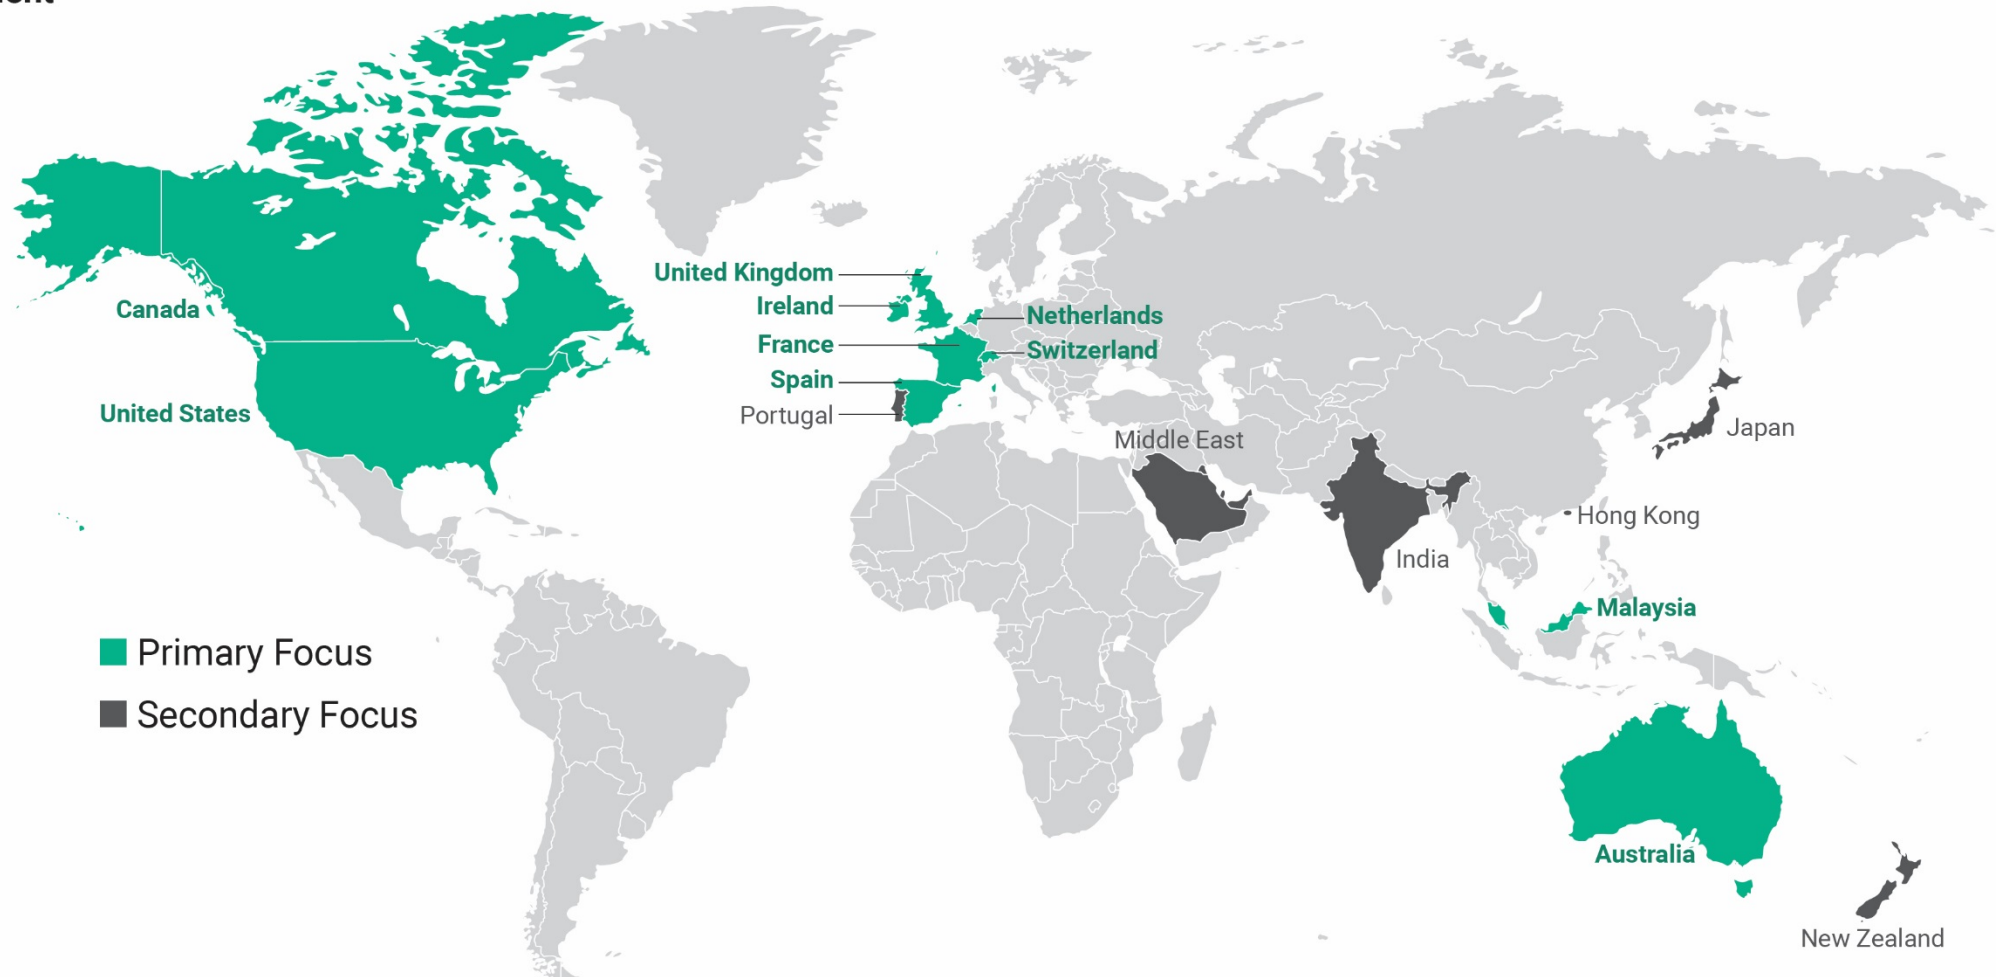 Canada
United States
United Kingdom
Ireland
France
Spain
Portugal
Netherlands
Switzerland
Middle East
India
Japan
Hong Kong
Malaysia
Australia
New Zealand
Primary Focus
Secondary Focus